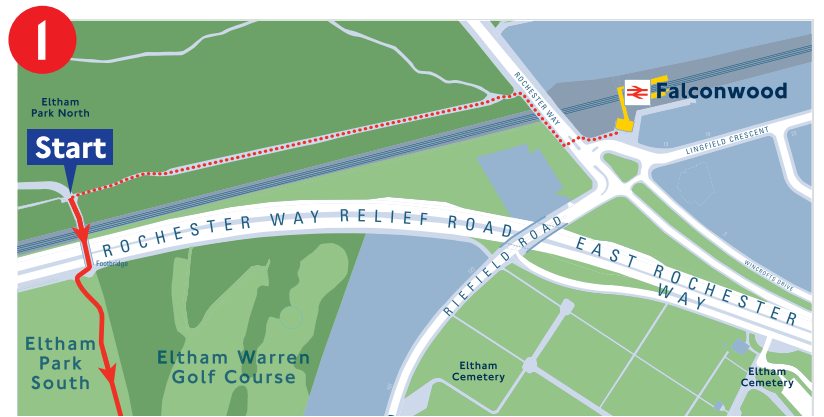 1
Eltham
Park North
Start
ROCHESTER WAY
Falconwood
LINGFIELD CRESCENT
ROCHESTER WAY RELIEF ROAD
Footbridge
RIEFIELD ROAD
EAST ROCHESTER
WAY
WINCROFTS DRIVE
Eltham
Park
South
Eltham Warren
Golf Course
Eltham
Cemetery
Eltham
Cemetery